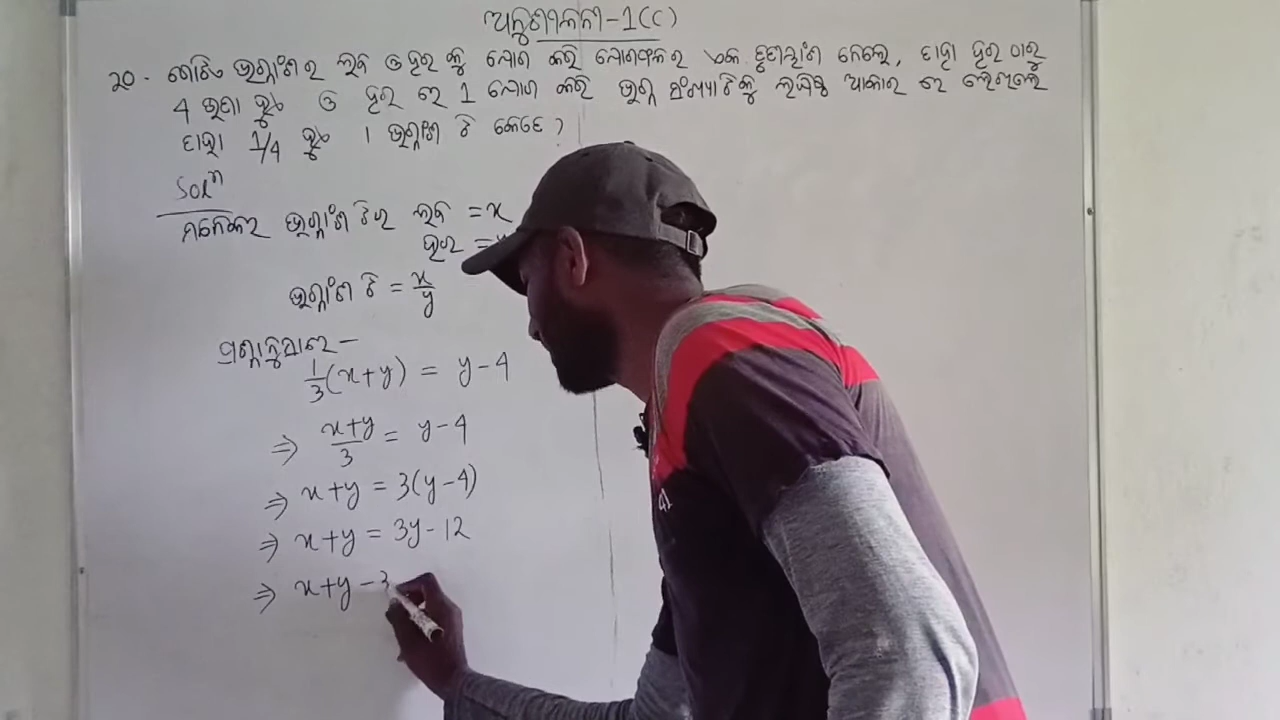 ଅନୁଶୀଳନୀ-1(c)
20. ଗୋଟିଏ ଭଗ୍ନାଂଶର ଲବ ଓ ହର କୁ ଯୋଗ କରି ଯୋଗଫଳର ଏକ ତୃତୀୟାଂଶ ନେଲେ, ତାହା ହର ଠାରୁ
4 ଊଣା ହୁଏ ଓ ହର ରେ 1 ଯୋଗ କରି ଭଗ୍ନ ସଂଖ୍ୟାଟିକୁ ଲଘିଷ୍ଠ ଆକାର ରେ ଲେଖିଲେ
ତାହା 1/4 ହୁଏ । ଭଗ୍ନାଂଶ ଟି କେତେ ?
Solⁿ
ମନେକର ଭଗ୍ନାଂଶ ଟିର ଲବ = x
ହର =
ଭଗ୍ନାଂଶ ଟି = x/y
ପ୍ରଶ୍ନାନୁସାରେ -
1/3(x+y) = y-4
⇒ x+y/3 = y-4
⇒ x+y = 3(y-4)
⇒ x+y = 3y-12
⇒ x+y-3